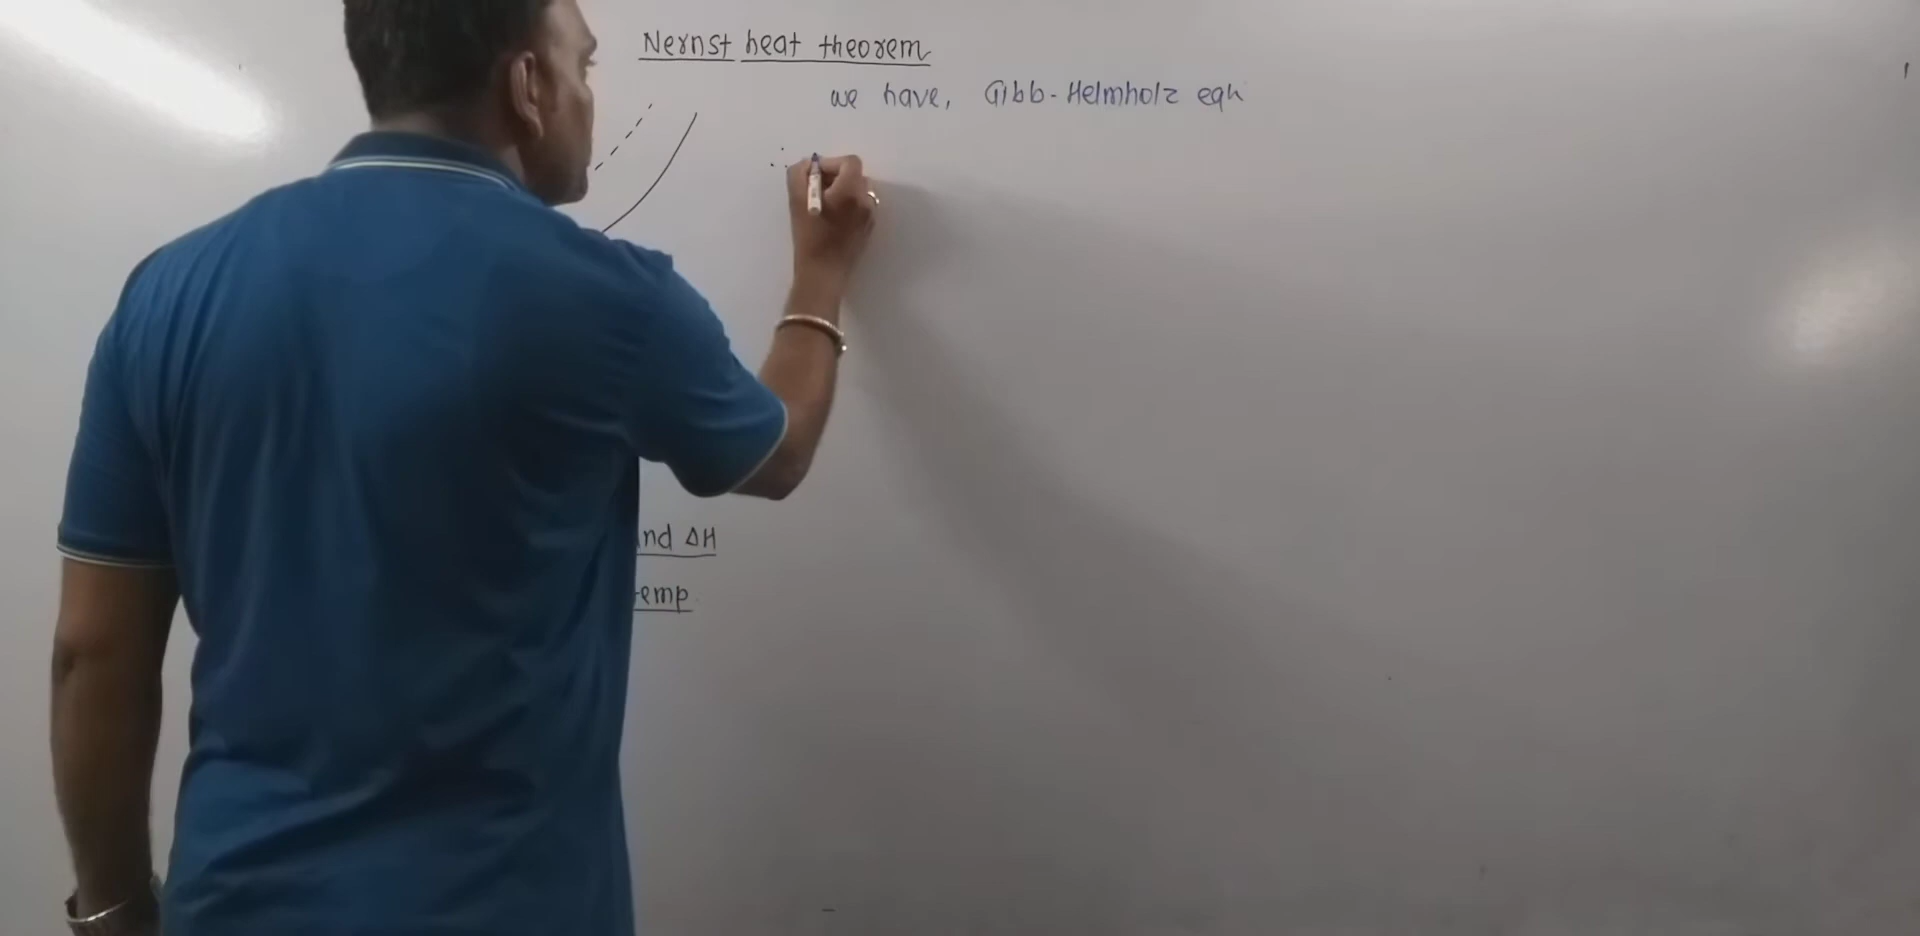 Nernst heat theorem
we have, Gibb-Helmholz eqn
∴
nd ΔH
emp